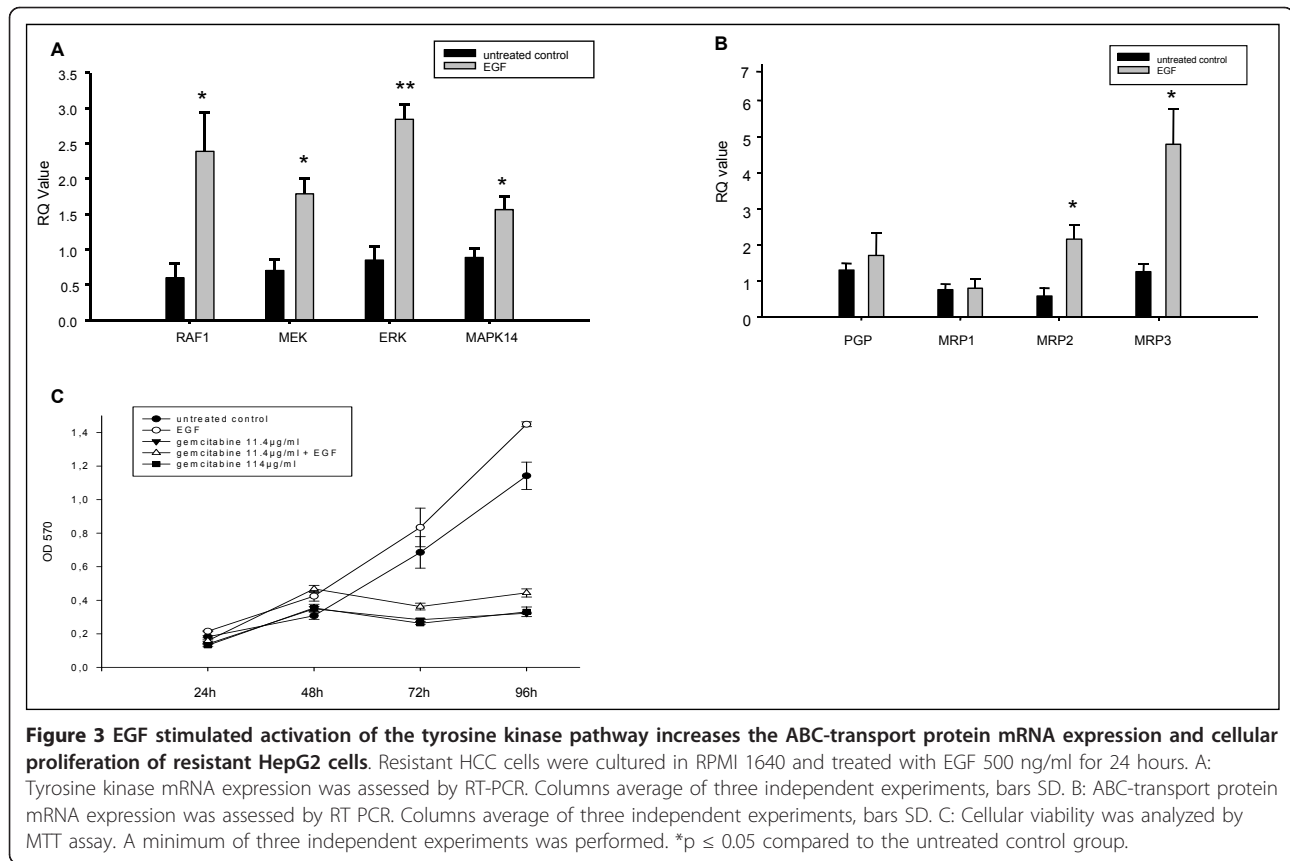 A
untreated control
EGF
3.5
3.0
2.5
2.0
1.5
1.0
0.5
0.0
RQ Value
*
*
**
*
RAF1
MEK
ERK
MAPK14
B
untreated control
EGF
7
6
5
4
3
2
1
0
RQ Value
*
*
PGP
MRP1
MRP2
MRP3
C
untreated control
EGF
gemcitabine 11.4µg/ml
gemcitabine 11.4µg/ml + EGF
gemcitabine 114µg/ml
1,4
1,2
1,0
0,8
0,6
0,4
0,2
0,0
OD 570
24h
48h
72h
96h
Figure 3 EGF stimulated activation of the tyrosine kinase pathway increases the ABC-transport protein mRNA expression and cellular
proliferation of resistant HepG2 cells. Resistant HCC cells were cultured in RPMI 1640 and treated with EGF 500 ng/ml for 24 hours. A:
Tyrosine kinase mRNA expression was assessed by RT-PCR. Columns average of three independent experiments, bars SD. B: ABC-transport protein
mRNA expression was assessed by RT PCR. Columns average of three independent experiments, bars SD. C: Cellular viability was analyzed by
MTT assay. A minimum of three independent experiments was performed. *p ≤ 0.05 compared to the untreated control group.